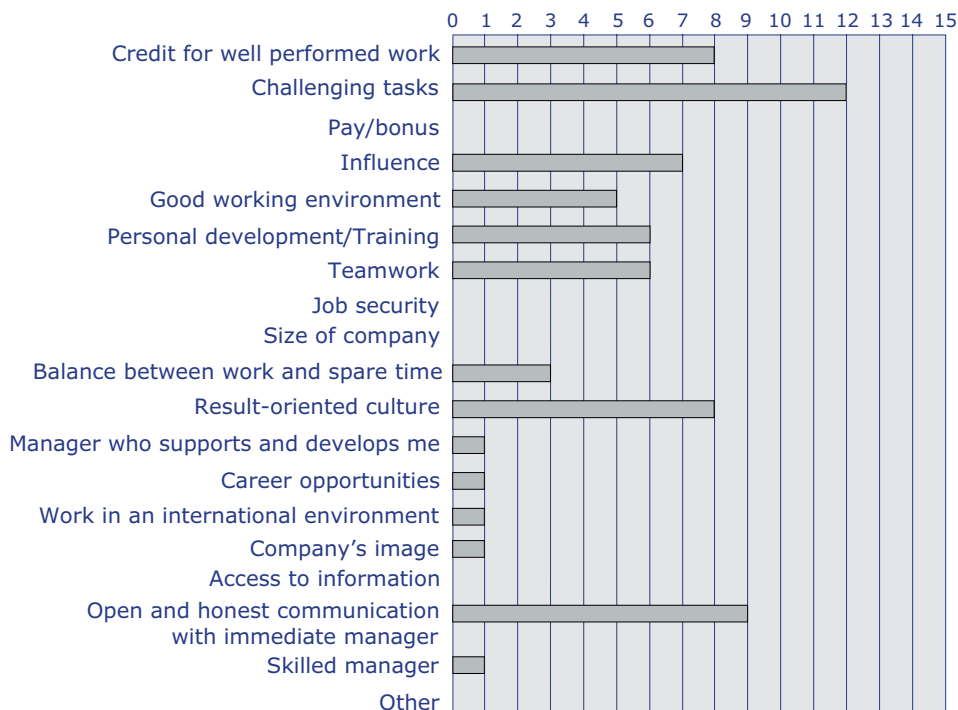 0 1 2 3 4 5 6 7 8 9 10 11 12 13 14 15
Credit for well performed work
Challenging tasks
Pay/bonus
Influence
Good working environment
Personal development/Training
Teamwork
Job security
Size of company
Balance between work and spare time
Result-oriented culture
Manager who supports and develops me
Career opportunities
Work in an international environment
Company’s image
Access to information
Open and honest communication
with immediate manager
Skilled manager
Other